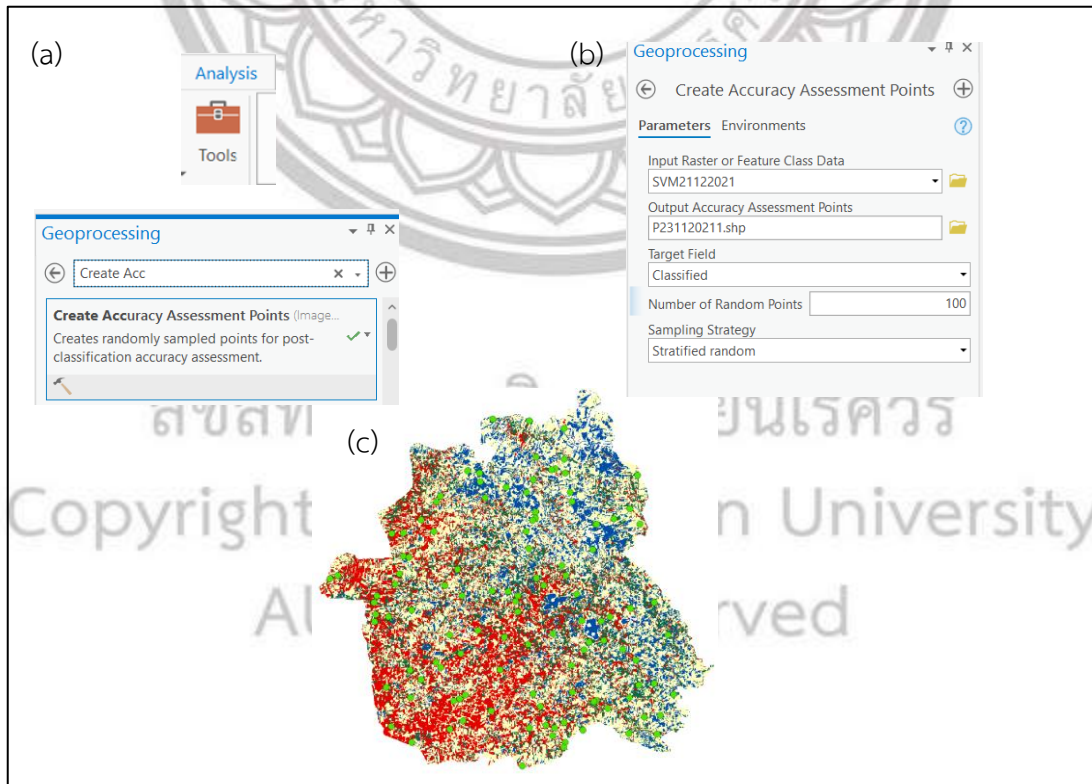 (a)
Analysis
Tools
Geoprocessing
Create Acc
Create Accuracy Assessment Points (Image...
Creates randomly sampled points for post-
classification accuracy assessment.
(b)
Geoprocessing
Create Accuracy Assessment Points
Parameters Environments
Input Raster or Feature Class Data
SVM21122021
Output Accuracy Assessment Points
P231120211.shp
Target Field
Classified
Number of Random Points 100
Sampling Strategy
Stratified random
(c)
Copyright University